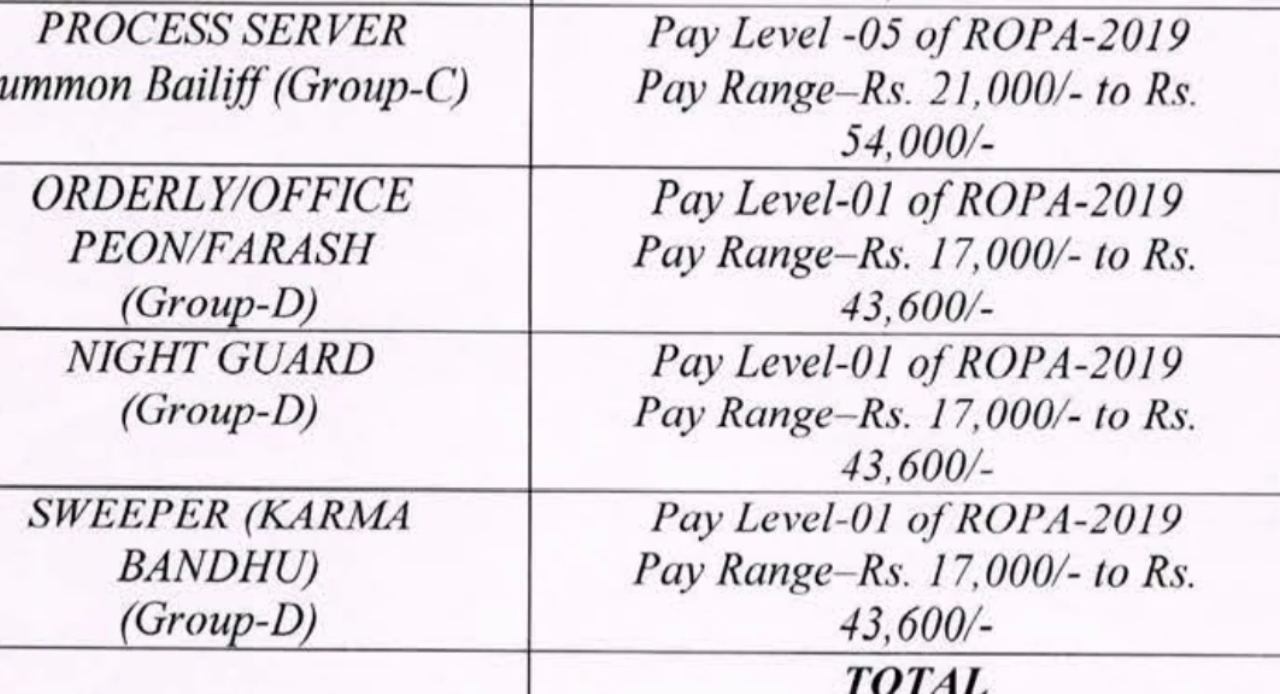 PROCESS SERVER
ummon Bailiff (Group-C)
Pay Level -05 of ROPA-2019
Pay Range–Rs. 21,000/- to Rs.
54,000/-
ORDERLY/OFFICE
PEON/FARASH
(Group-D)
Pay Level-01 of ROPA-2019
Pay Range–Rs. 17,000/- to Rs.
43,600/-
NIGHT GUARD
(Group-D)
Pay Level-01 of ROPA-2019
Pay Range–Rs. 17,000/- to Rs.
43,600/-
SWEEPER (KARMA
BANDHU)
(Group-D)
Pay Level-01 of ROPA-2019
Pay Range–Rs. 17,000/- to Rs.
43,600/-
TOTAL